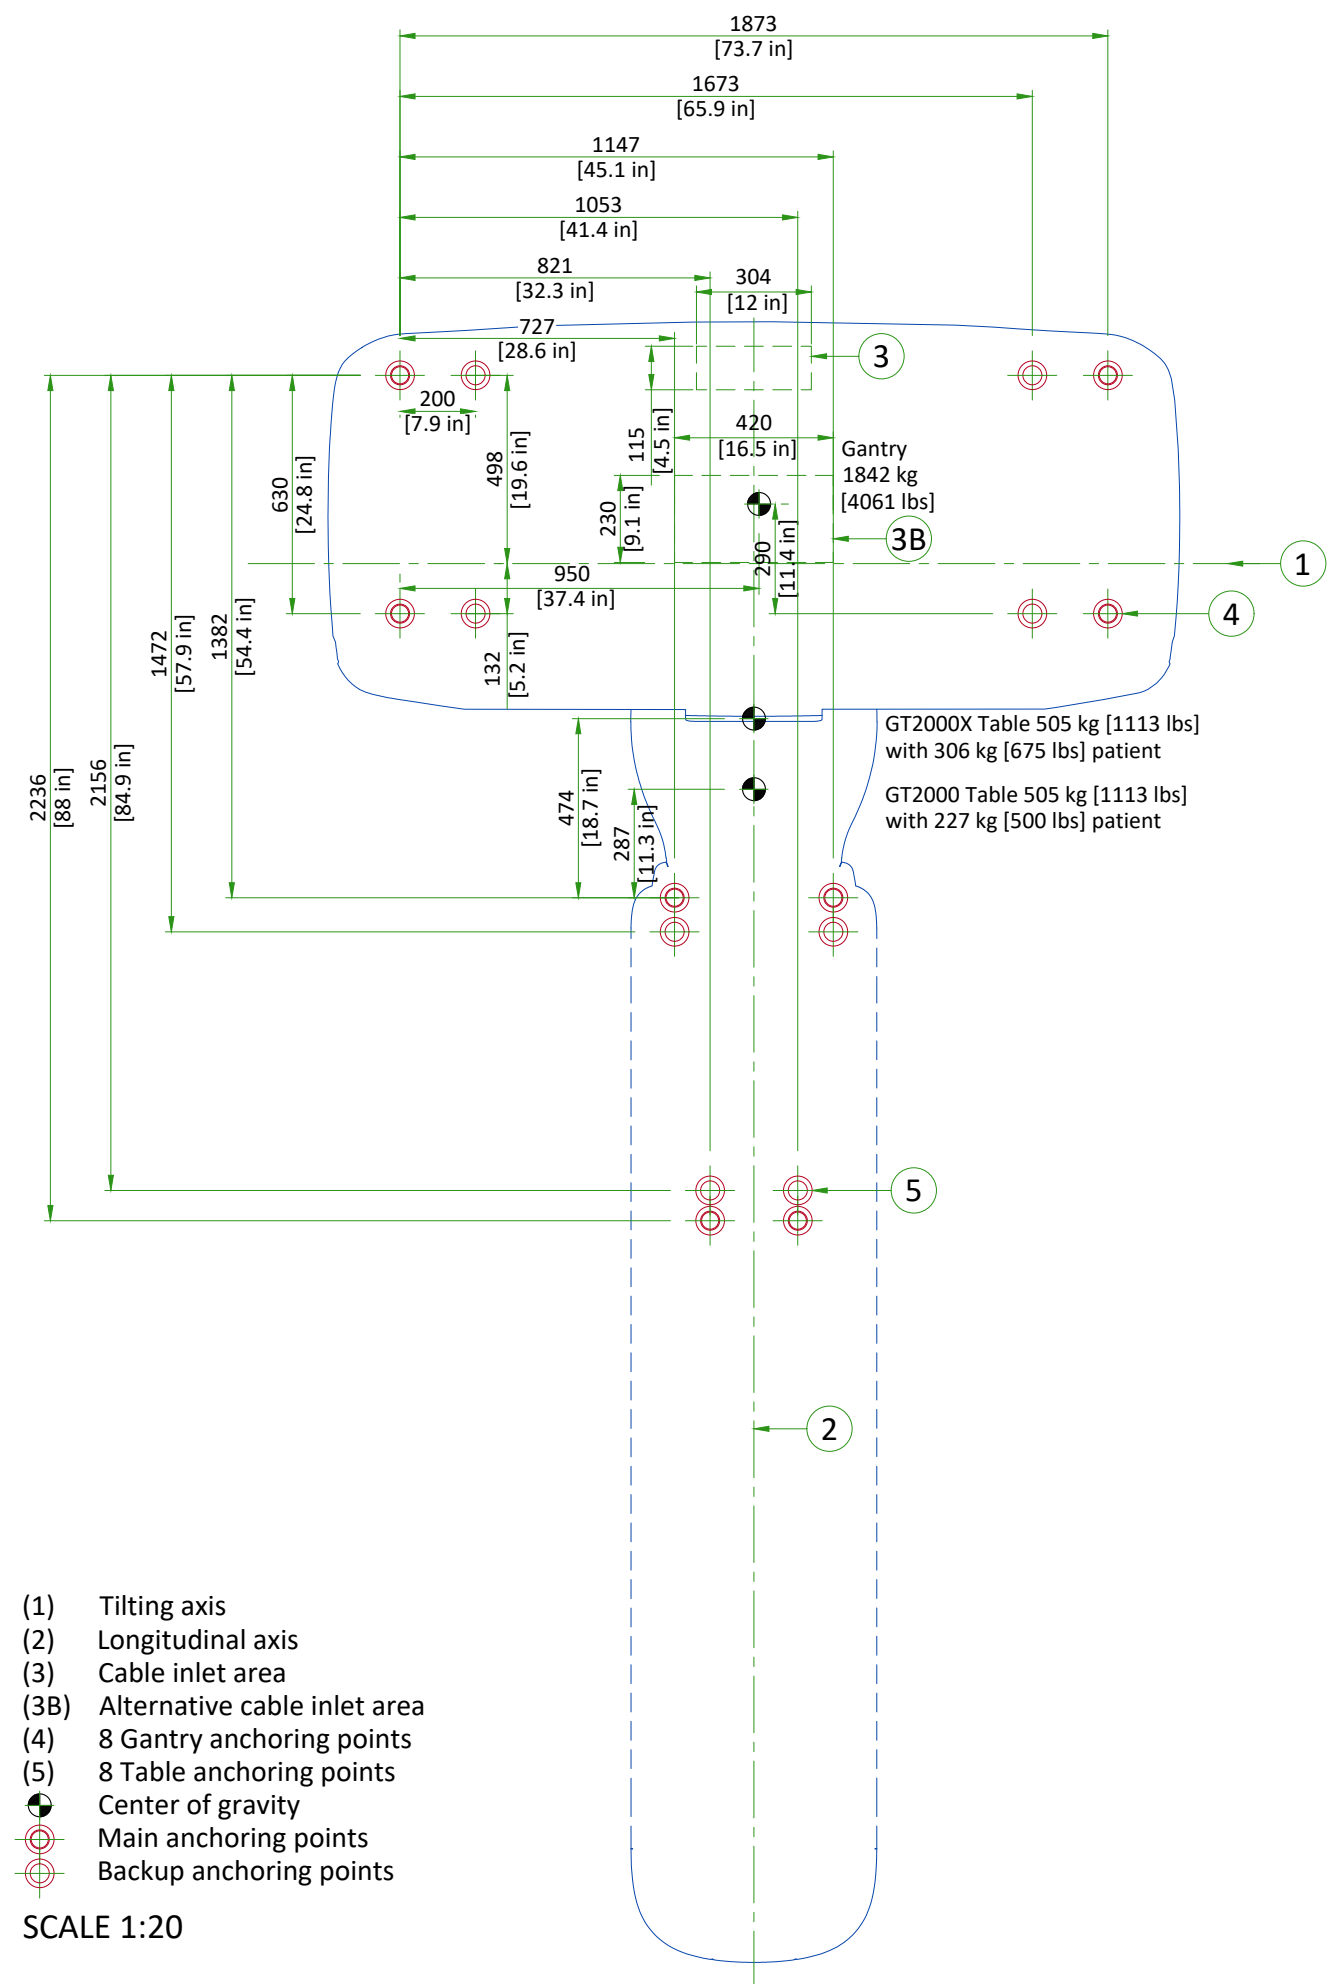 1873
[73.7 in]
1673
[65.9 in]
1147
[45.1 in]
1053
[41.4 in]
821
[32.3 in]
304
[12 in]
727
[28.6 in]
3
200
[7.9 in]
420
[16.5 in]
115
[4.5 in]
498
[19.6 in]
630
[24.8 in]
230
[9.1 in]
Gantry
1842 kg
[4061 lbs]
3B
290
[11.4 in]
1
950
[37.4 in]
4
132
[5.2 in]
1382
[54.4 in]
1472
[57.9 in]
2156
[84.9 in]
2236
[88 in]
GT2000X Table 505 kg [1113 lbs]
with 306 kg [675 lbs] patient
GT2000 Table 505 kg [1113 lbs]
with 227 kg [500 lbs] patient
474
[18.7 in]
287
[11.3 in]
5
2
(1) Tilting axis
(2) Longitudinal axis
(3) Cable inlet area
(3B) Alternative cable inlet area
(4) 8 Gantry anchoring points
(5) 8 Table anchoring points
Center of gravity
Main anchoring points
Backup anchoring points
SCALE 1:20